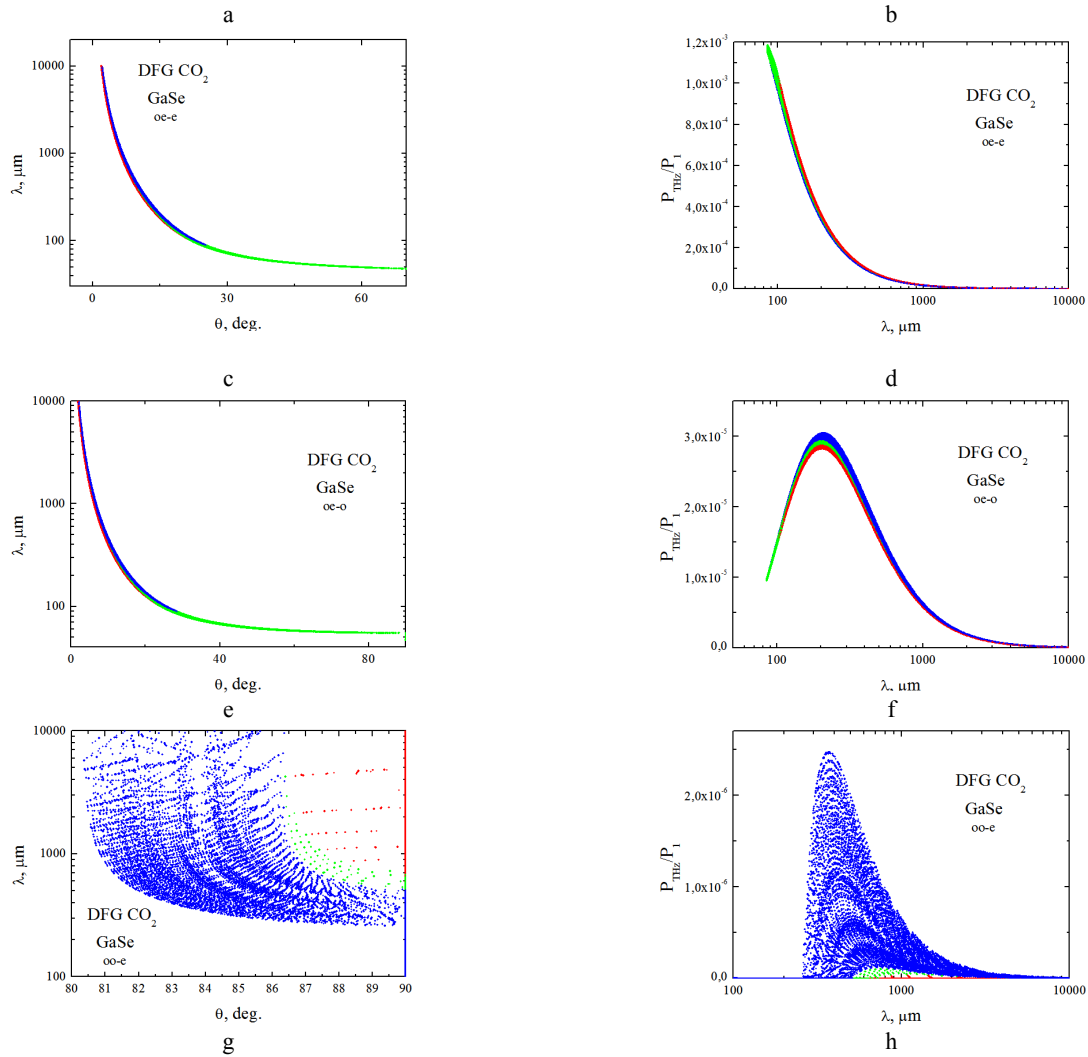 a
b
10000
1000
100
0
30
60
λ, μm
θ, deg.
DFG CO2
GaSe
oe-e
1,2x10-3
1,0x10-3
8,0x10-4
6,0x10-4
4,0x10-4
2,0x10-4
0,0
100
1000
10000
PTHz/P1
λ, μm
DFG CO2
GaSe
oe-e
c
d
10000
1000
100
0
40
80
λ, μm
θ, deg.
DFG CO2
GaSe
oe-o
3,0x10-5
2,0x10-5
1,0x10-5
0,0
100
1000
10000
PTHz/P1
λ, μm
DFG CO2
GaSe
oe-o
e
f
10000
1000
100
80 81 82 83 84 85 86 87 88 89 90
λ, μm
θ, deg.
DFG CO2
GaSe
oo-e
2,0x10-6
1,0x10-6
0,0
100
1000
10000
PTHz/P1
λ, μm
DFG CO2
GaSe
oo-e
g
h